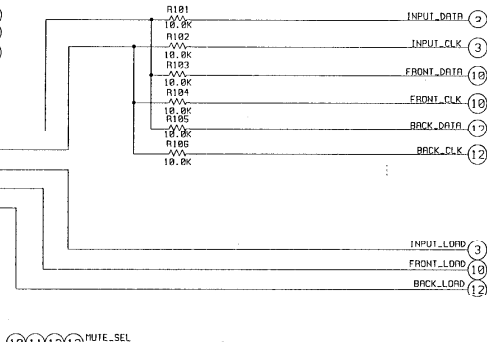 R101
10.0K
INPUT_DATA
R102
10.0K
INPUT_CLK 3
R103
10.0K
FRONT_DATA 10
R104
10.0K
FRONT_CLK 10
R105
10.0K
BACK_DATA 12
R106
10.0K
BACK_CLK 12
INPUT_LOAD 3
FRONT_LOAD 10
BACK_LOAD 12
MUTE_SEL